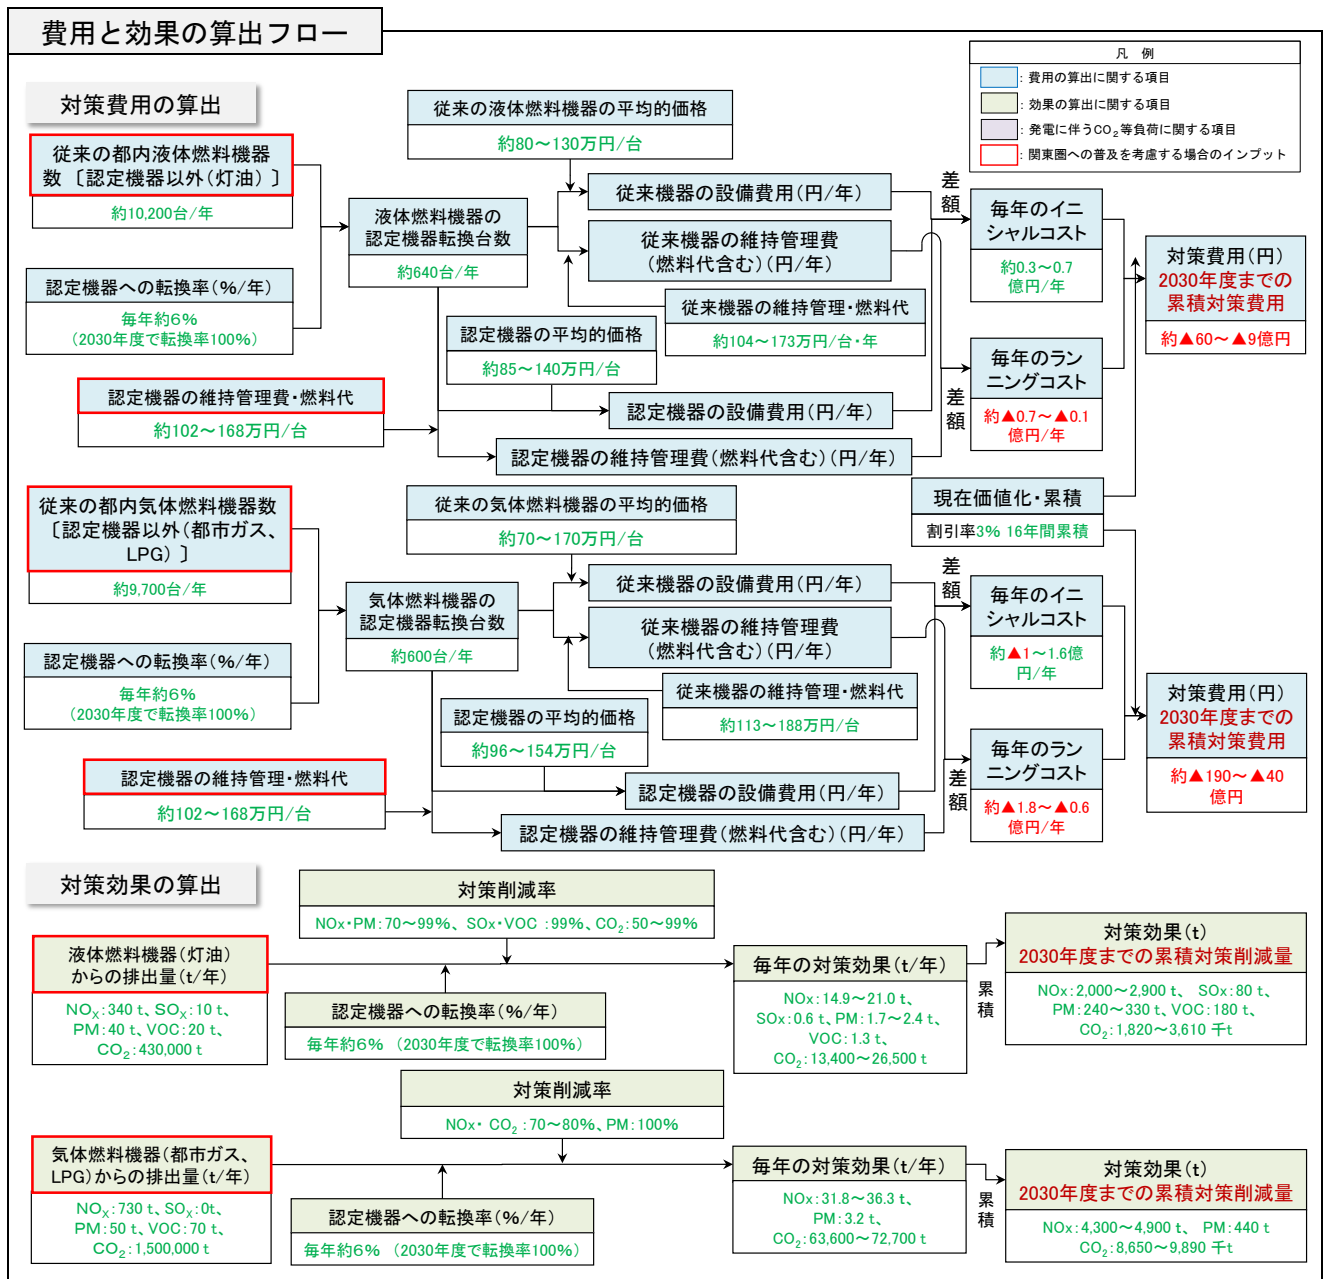 費用と効果の算出フロー
凡 例
：費用の算出に関する項目
：効果の算出に関する項目
：発電に伴うCO₂等負荷に関する項目
：関東圏への普及を考慮する場合のインプット
対策費用の算出
従来の液体燃料機器の平均的価格
約80～130万円/台
従来の都内液体燃料機器
数 〔認定機器以外(灯油) 〕
約10,200台/年
認定機器への転換率(%/年)
毎年約6%
(2030年度で転換率100%)
液体燃料機器の
認定機器転換台数
約640台/年
従来機器の設備費用(円/年)
従来機器の維持管理費
(燃料代含む)(円/年)
従来機器の維持管理・燃料代
約104～173万円/台・年
認定機器の平均的価格
約85～140万円/台
認定機器の維持管理費・燃料代
約102～168万円/台
認定機器の設備費用(円/年)
認定機器の維持管理費(燃料代含む)(円/年)
差
額
毎年のイニ
シャルコスト
約0.3～0.7
億円/年
差
額
毎年のラン
ニングコスト
約▲0.7～▲0.1
億円/年
対策費用(円)
2030年度までの
累積対策費用
約▲60～▲9億円
現在価値化・累積
割引率3% 16年間累積
従来の都内気体燃料機器数
〔認定機器以外(都市ガス、
LPG) 〕
約9,700台/年
認定機器への転換率(%/年)
毎年約6%
(2030年度で転換率100%)
従来の気体燃料機器の平均的価格
約70～170万円/台
気体燃料機器の
認定機器転換台数
約600台/年
従来機器の設備費用(円/年)
従来機器の維持管理費
(燃料代含む)(円/年)
従来機器の維持管理・燃料代
約113～188万円/台
認定機器の平均的価格
約96～154万円/台
認定機器の維持管理・燃料代
約102～168万円/台
認定機器の設備費用(円/年)
認定機器の維持管理費(燃料代含む)(円/年)
差
額
毎年のイニ
シャルコスト
約▲1～1.6億
円/年
差
額
毎年のラン
ニングコスト
約▲1.8～▲0.6
億円/年
対策費用(円)
2030年度までの
累積対策費用
約▲190～▲40
億円
対策効果の算出
対策削減率
NOx・PM：70～99%、SOx・VOC ：99%、CO₂：50～99%
液体燃料機器(灯油)
からの排出量(t/年)
NOX：340 t、SOX：10 t、
PM：40 t、VOC：20 t、
CO₂：430,000 t
認定機器への転換率(%/年)
毎年約6% (2030年度で転換率100%)
毎年の対策効果(t/年)
NOx：14.9～21.0 t、
SOx：0.6 t、PM：1.7～2.4 t、
VOC：1.3 t、
CO₂：13,400～26,500 t
累
積
対策効果(t)
2030年度までの累積対策削減量
NOx：2,000～2,900 t、 SOx：80 t、
PM：240～330 t、VOC：180 t、
CO₂：1,820～3,610 千t
対策削減率
NOx・ CO₂ ：70～80%、PM：100%
気体燃料機器(都市ガス、
LPG)からの排出量(t/年)
NOX：730 t、SOX：0t、
PM：50 t、VOC：70 t、
CO₂：1,500,000 t
認定機器への転換率(%/年)
毎年約6% (2030年度で転換率100%)
毎年の対策効果(t/年)
NOx：31.8～36.3 t、
PM：3.2 t、
CO₂：63,600～72,700 t
累
積
対策効果(t)
2030年度までの累積対策削減量
NOx：4,300～4,900 t、 PM：440 t
CO₂：8,650～9,890 千t